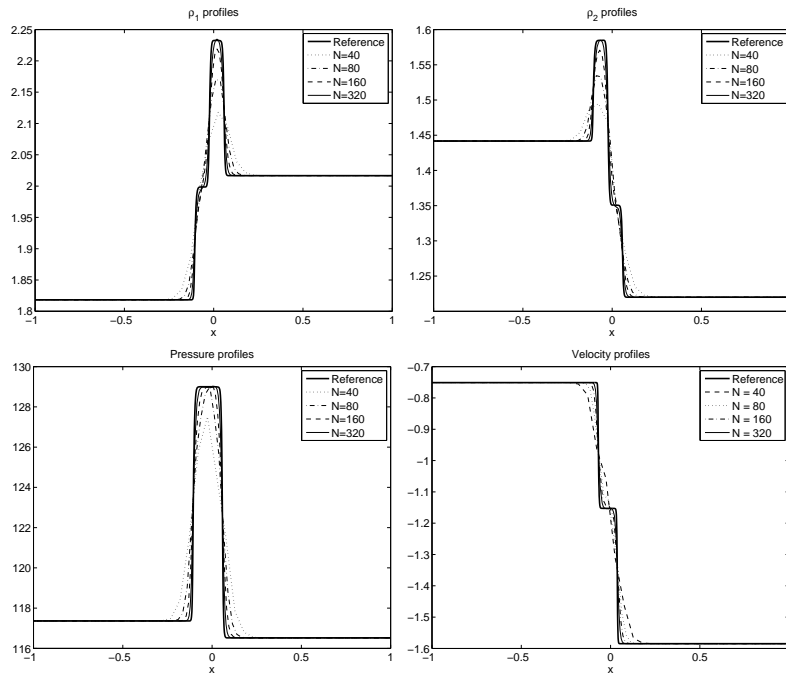 ρ1 profiles
2.25
2.2
2.15
2.1
2.05
2
1.95
1.9
1.85
1.8
−1
−0.5
0
0.5
1
x
Reference
N=40
N=80
N=160
N=320
ρ2 profiles
1.6
1.55
1.5
1.45
1.4
1.35
1.3
1.25
−1
−0.5
0
0.5
x
Reference
N=40
N=80
N=160
N=320
Pressure profiles
130
128
126
124
122
120
118
116
−1
−0.5
0
0.5
1
x
Reference
N=40
N=80
N=160
N=320
Velocity profiles
−0.7
−0.8
−0.9
−1
−1.1
−1.2
−1.3
−1.4
−1.5
−1.6
−1
−0.5
0
0.5
x
Reference
N = 40
N = 80
N = 160
N = 320